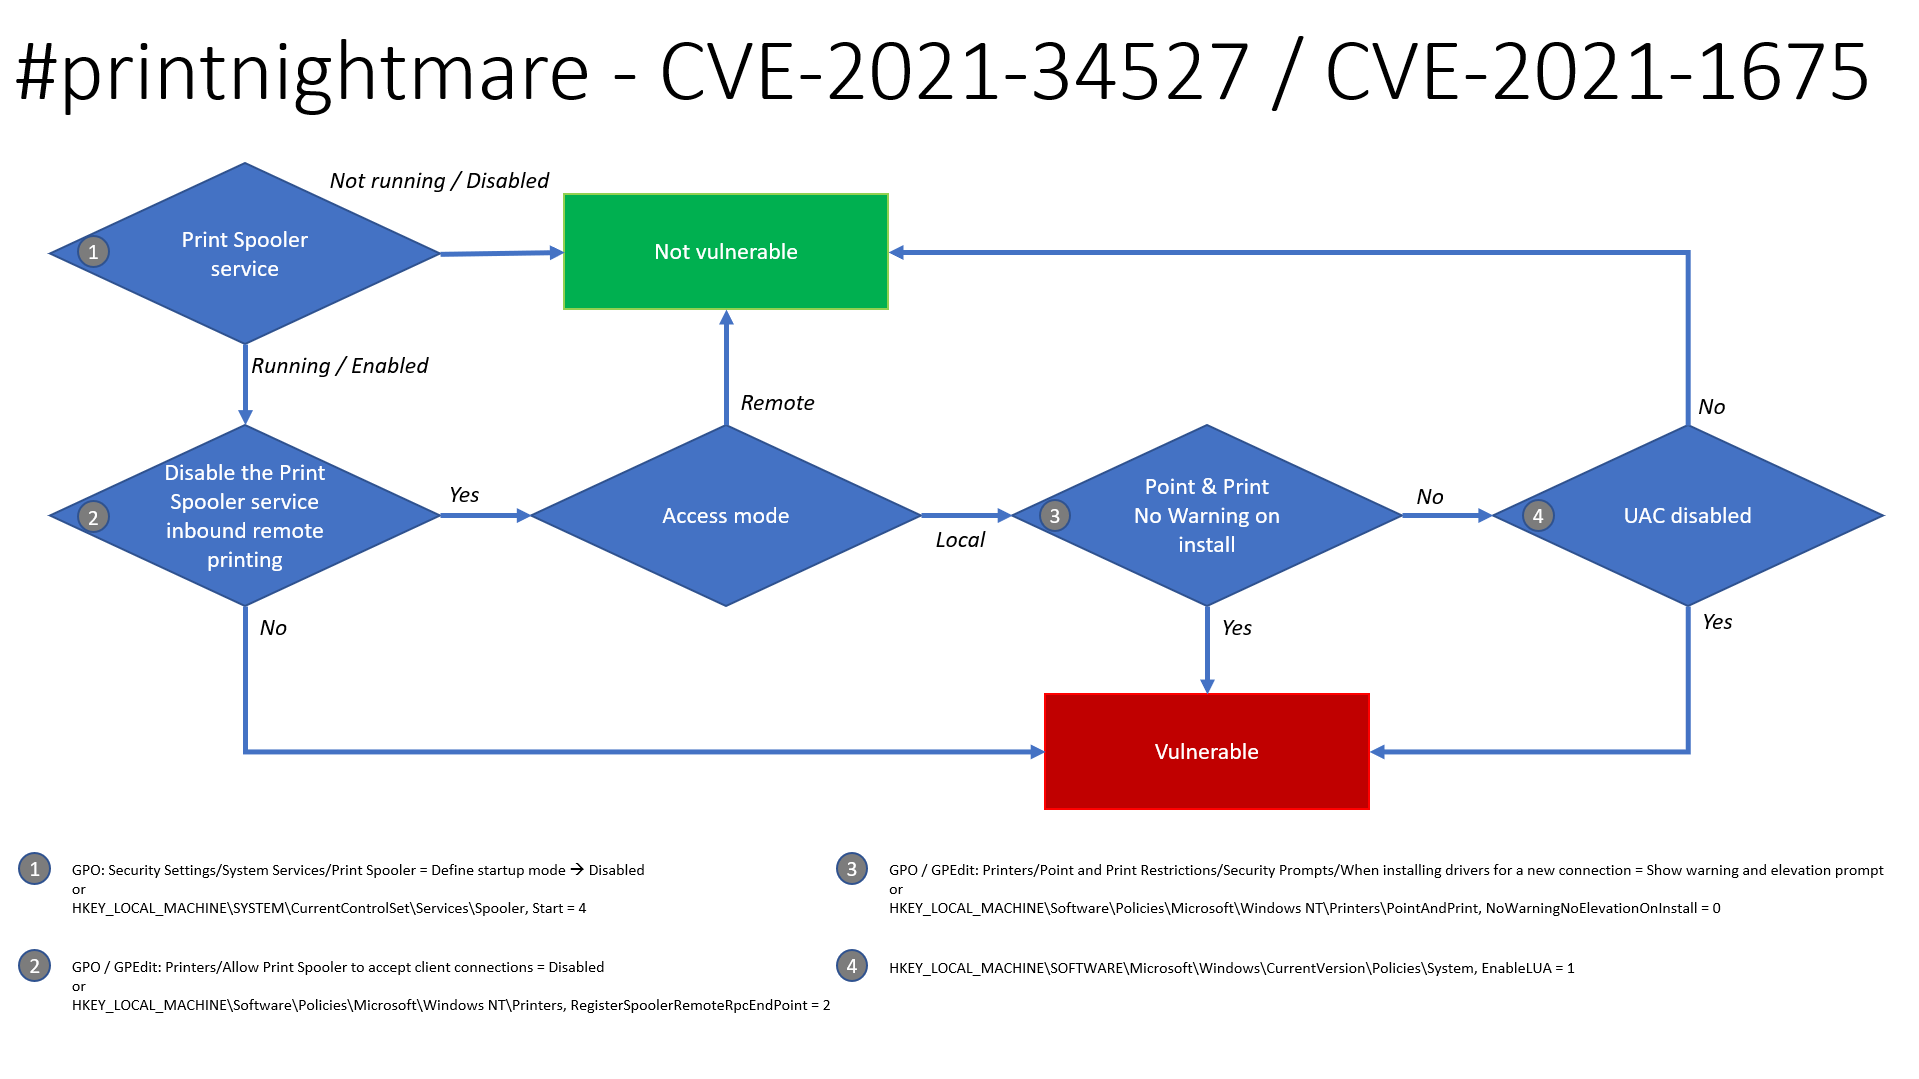 #printnightmare - CVE-2021-34527 / CVE-2021-1675
Not running / Disabled
1
Print Spooler
service
Not vulnerable
Running / Enabled
Remote
No
2
Disable the Print
Spooler service
inbound remote
printing
Yes
Access mode
Local
3
Point & Print
No Warning on
install
No
4
UAC disabled
No
Yes
Yes
Vulnerable
1
GPO: Security Settings/System Services/Print Spooler = Define startup mode → Disabled
or
HKEY_LOCAL_MACHINE\SYSTEM\CurrentControlSet\Services\Spooler, Start = 4
2
GPO / GPEdit: Printers/Allow Print Spooler to accept client connections = Disabled
or
HKEY_LOCAL_MACHINE\Software\Policies\Microsoft\Windows NT\Printers, RegisterSpoolerRemoteRpcEndPoint = 2
3
GPO / GPEdit: Printers/Point and Print Restrictions/Security Prompts/When installing drivers for a new connection = Show warning and elevation prompt
or
HKEY_LOCAL_MACHINE\Software\Policies\Microsoft\Windows NT\Printers\PointAndPrint, NoWarningNoElevationOnInstall = 0
4
HKEY_LOCAL_MACHINE\SOFTWARE\Microsoft\Windows\CurrentVersion\Policies\System, EnableLUA = 1